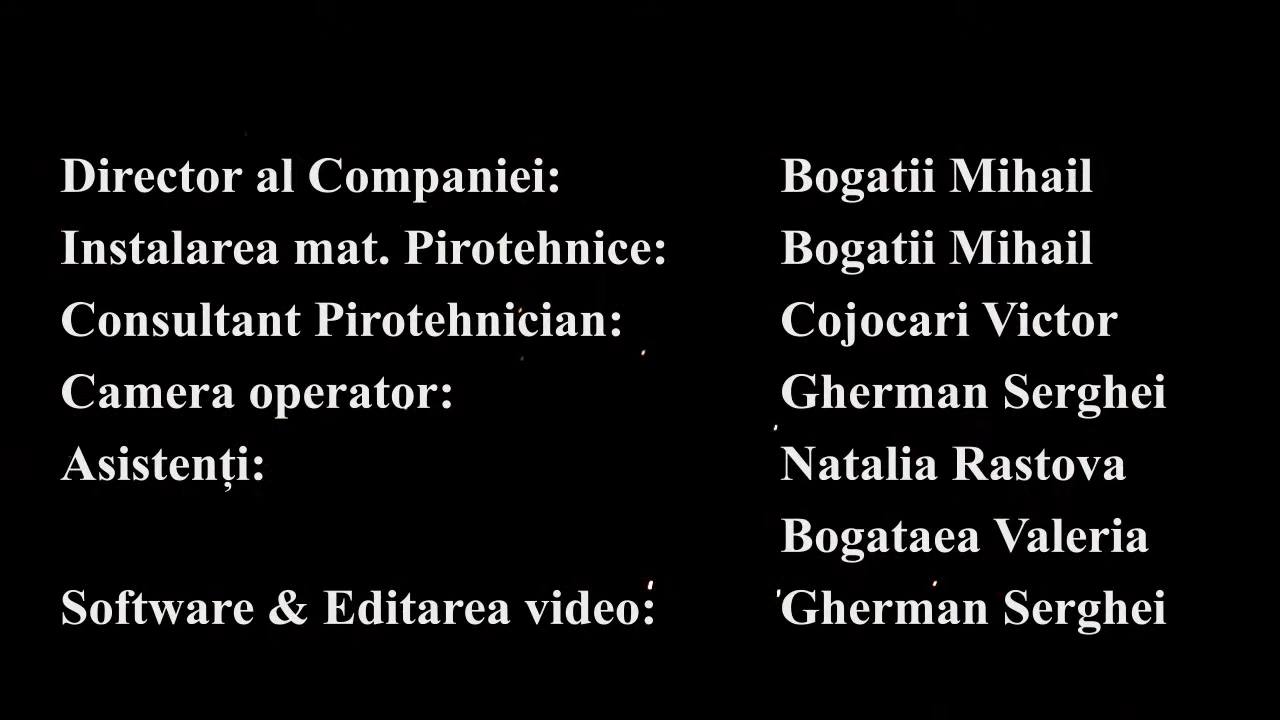 Director al Companiei: Bogatii Mihail
Instalarea mat. Pirotehnice: Bogatii Mihail
Consultant Pirotehnician: Cojocari Victor
Camera operator: Gherman Serghei
Asistenți: Natalia Rastova
Bogataea Valeria
Software & Editarea video: Gherman Serghei